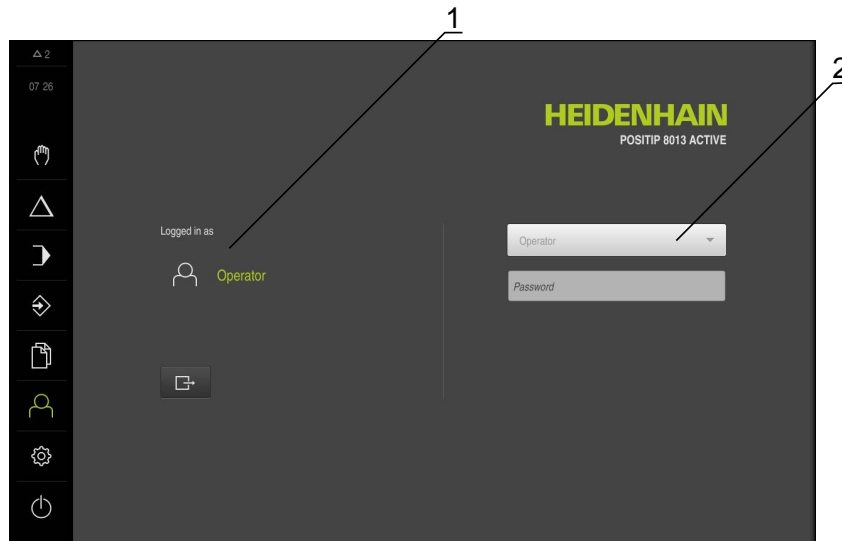 1
2
△ 2
07 26
HEIDENHAIN
POSITIP 8013 ACTIVE
Logged in as
Operator
Operator
Password